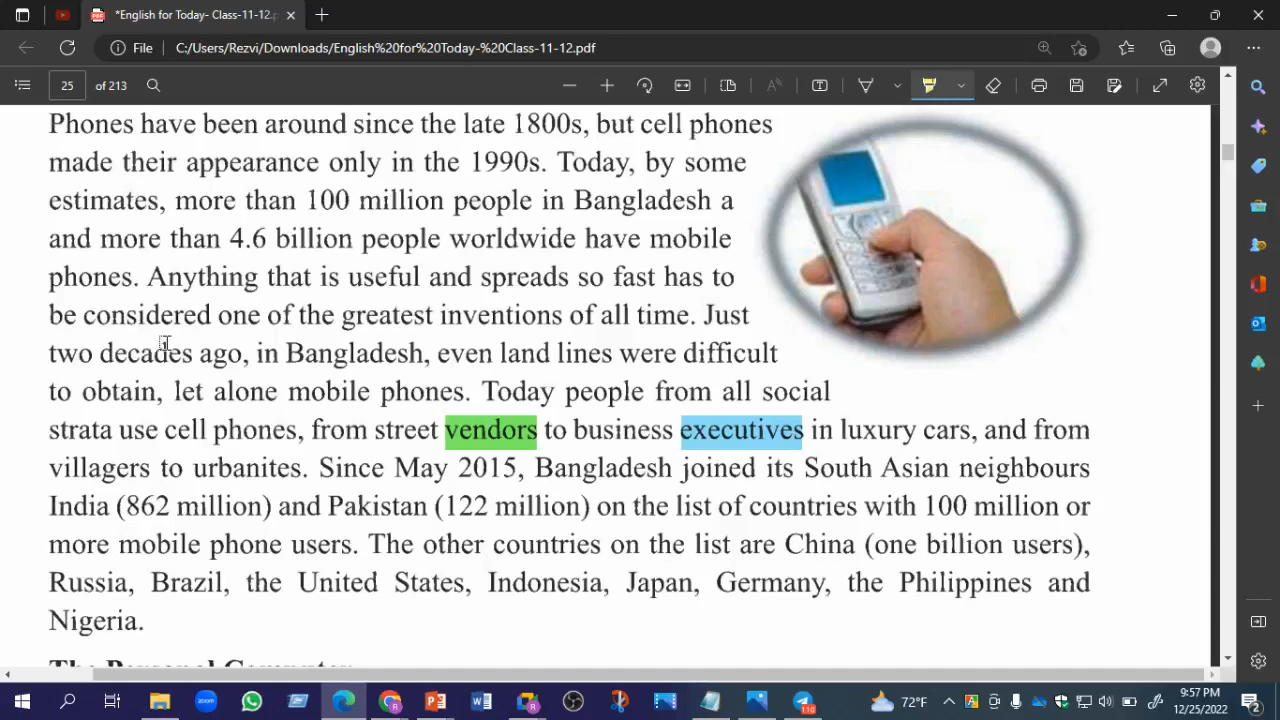 *English for Today- Class-11-12.p
File
C:/Users/Rezvi/Downloads/English%20for%20Today-%20Class-11-12.pdf
25
of 213
Phones have been around since the late 1800s, but cell phones
made their appearance only in the 1990s. Today, by some
estimates, more than 100 million people in Bangladesh a
and more than 4.6 billion people worldwide have mobile
phones. Anything that is useful and spreads so fast has to
be considered one of the greatest inventions of all time. Just
two decades ago, in Bangladesh, even land lines were difficult
to obtain, let alone mobile phones. Today people from all social
strata use cell phones, from street vendors to business executives in luxury cars, and from
villagers to urbanites. Since May 2015, Bangladesh joined its South Asian neighbours
India (862 million) and Pakistan (122 million) on the list of countries with 100 million or
more mobile phone users. The other countries on the list are China (one billion users),
Russia, Brazil, the United States, Indonesia, Japan, Germany, the Philippines and
Nigeria.
The Personal Computer
72°F
9:57 PM
12/25/2022